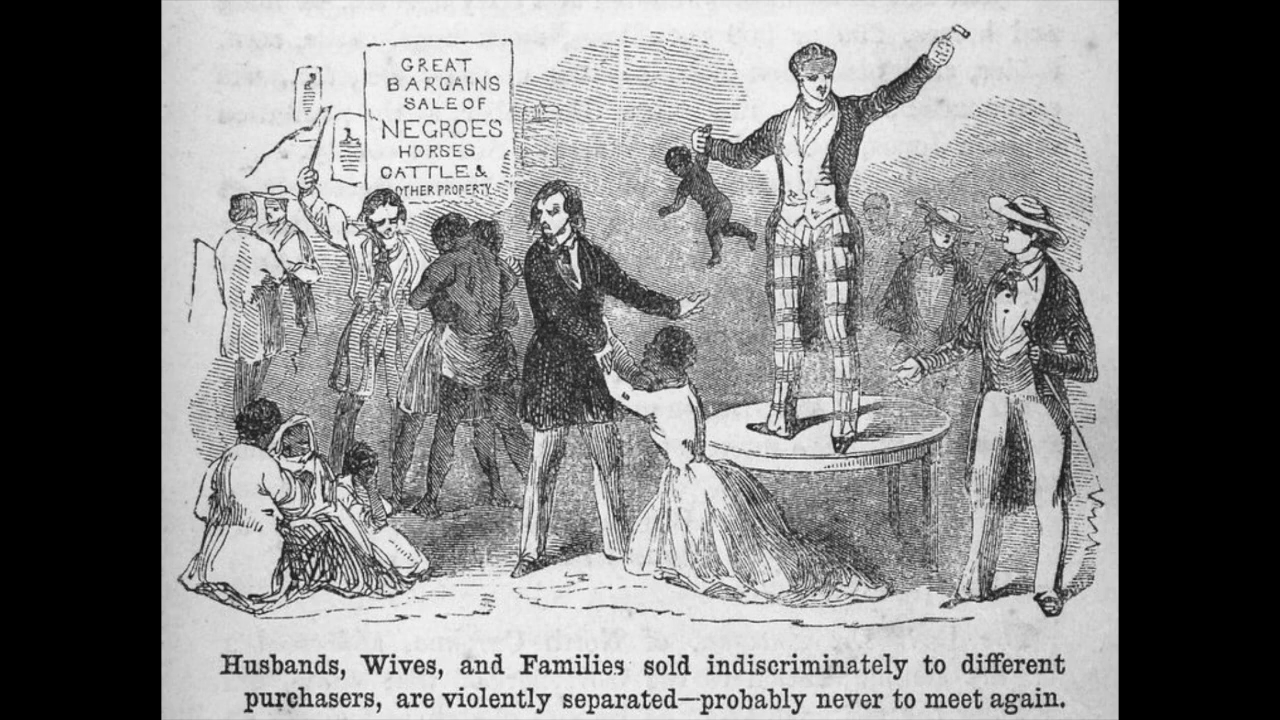 GREAT
BARGAINS
SALE OF
NEGROES
HORSES
CATTLE &
OTHER PROPERTY
Husbands, Wives, and Families sold indiscriminately to different
purchasers, are violently separated—probably never to meet again.